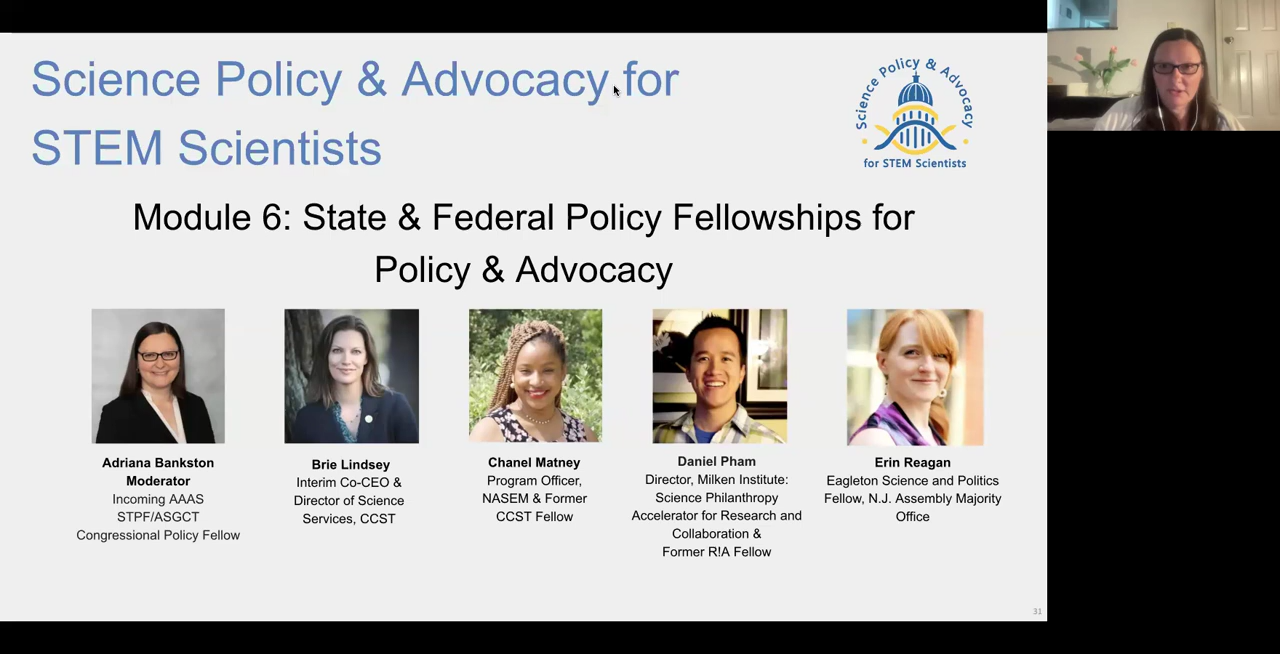 Science Policy & Advocacy for
STEM Scientists
Science Policy & Advocacy
for STEM Scientists
Module 6: State & Federal Policy Fellowships for
Policy & Advocacy
Adriana Bankston
Moderator
Incoming AAAS
STPF/ASGCT
Congressional Policy Fellow
Brie Lindsey
Interim Co-CEO &
Director of Science
Services, CCST
Chanel Matney
Program Officer,
NASEM & Former
CCST Fellow
Daniel Pham
Director, Milken Institute:
Science Philanthropy
Accelerator for Research and
Collaboration &
Former R!A Fellow
Erin Reagan
Eagleton Science and Politics
Fellow, N.J. Assembly Majority
Office
31